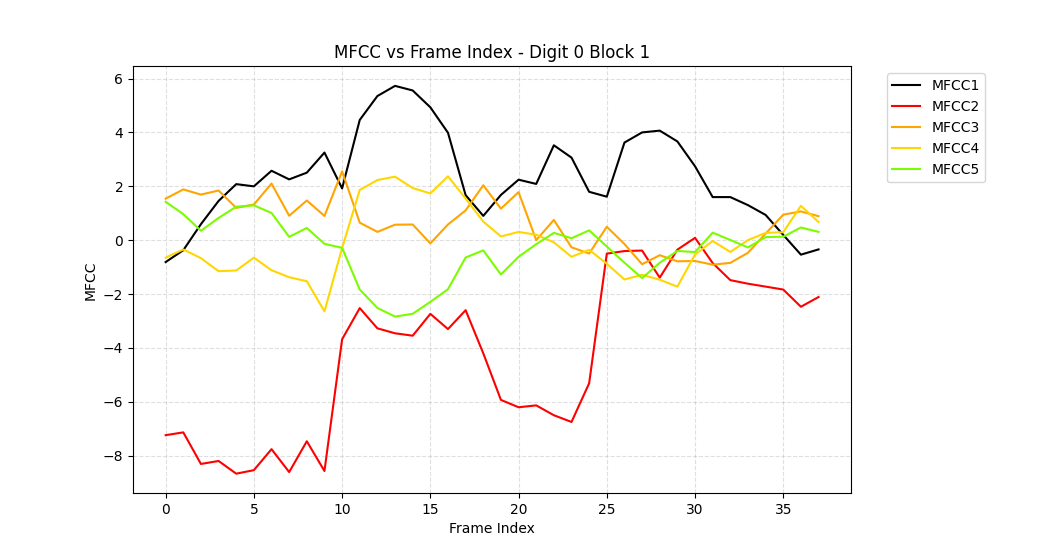 MFCC vs Frame Index - Digit 0 Block 1
6
4
2
0
−2
−4
−6
−8
MFCC
0 5 10 15 20 25 30 35
Frame Index
MFCC1
MFCC2
MFCC3
MFCC4
MFCC5